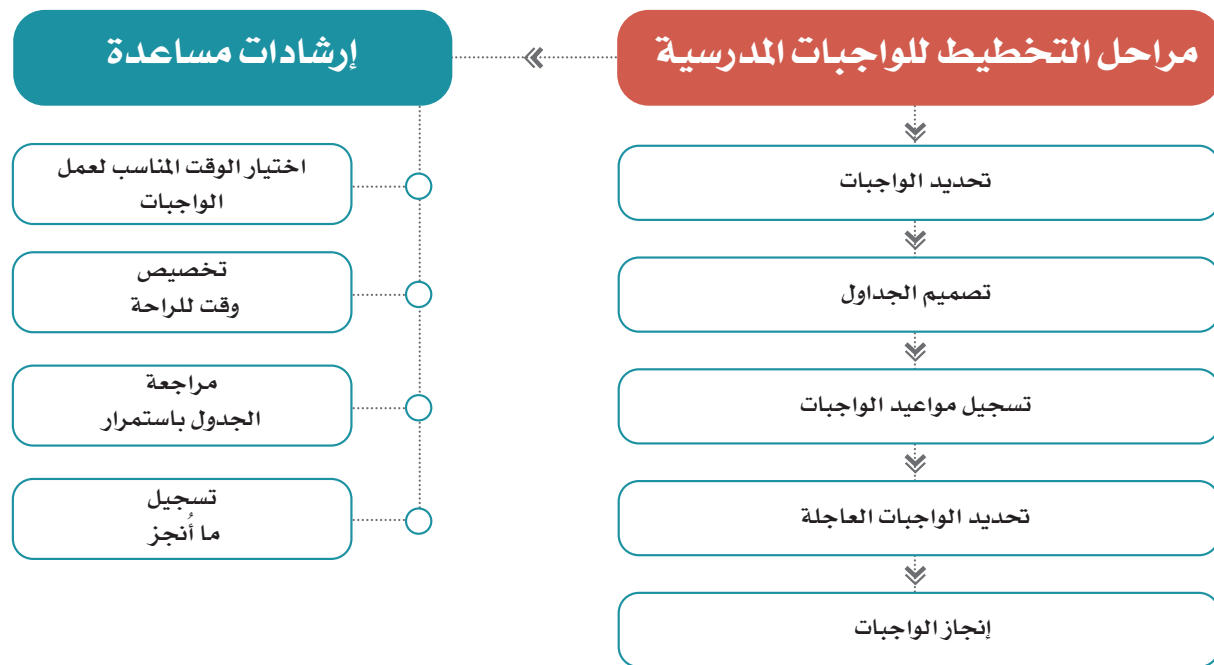 مراحل التخطيط للواجبات المدرسية
تحديد الواجبات
تصميم الجداول
تسجيل مواعيد الواجبات
تحديد الواجبات العاجلة
إنجاز الواجبات
إرشادات مساعدة
اختيار الوقت المناسب لعمل
الواجبات
تخصيص
وقت للراحة
مراجعة
الجدول باستمرار
تسجيل
ما أُنجز